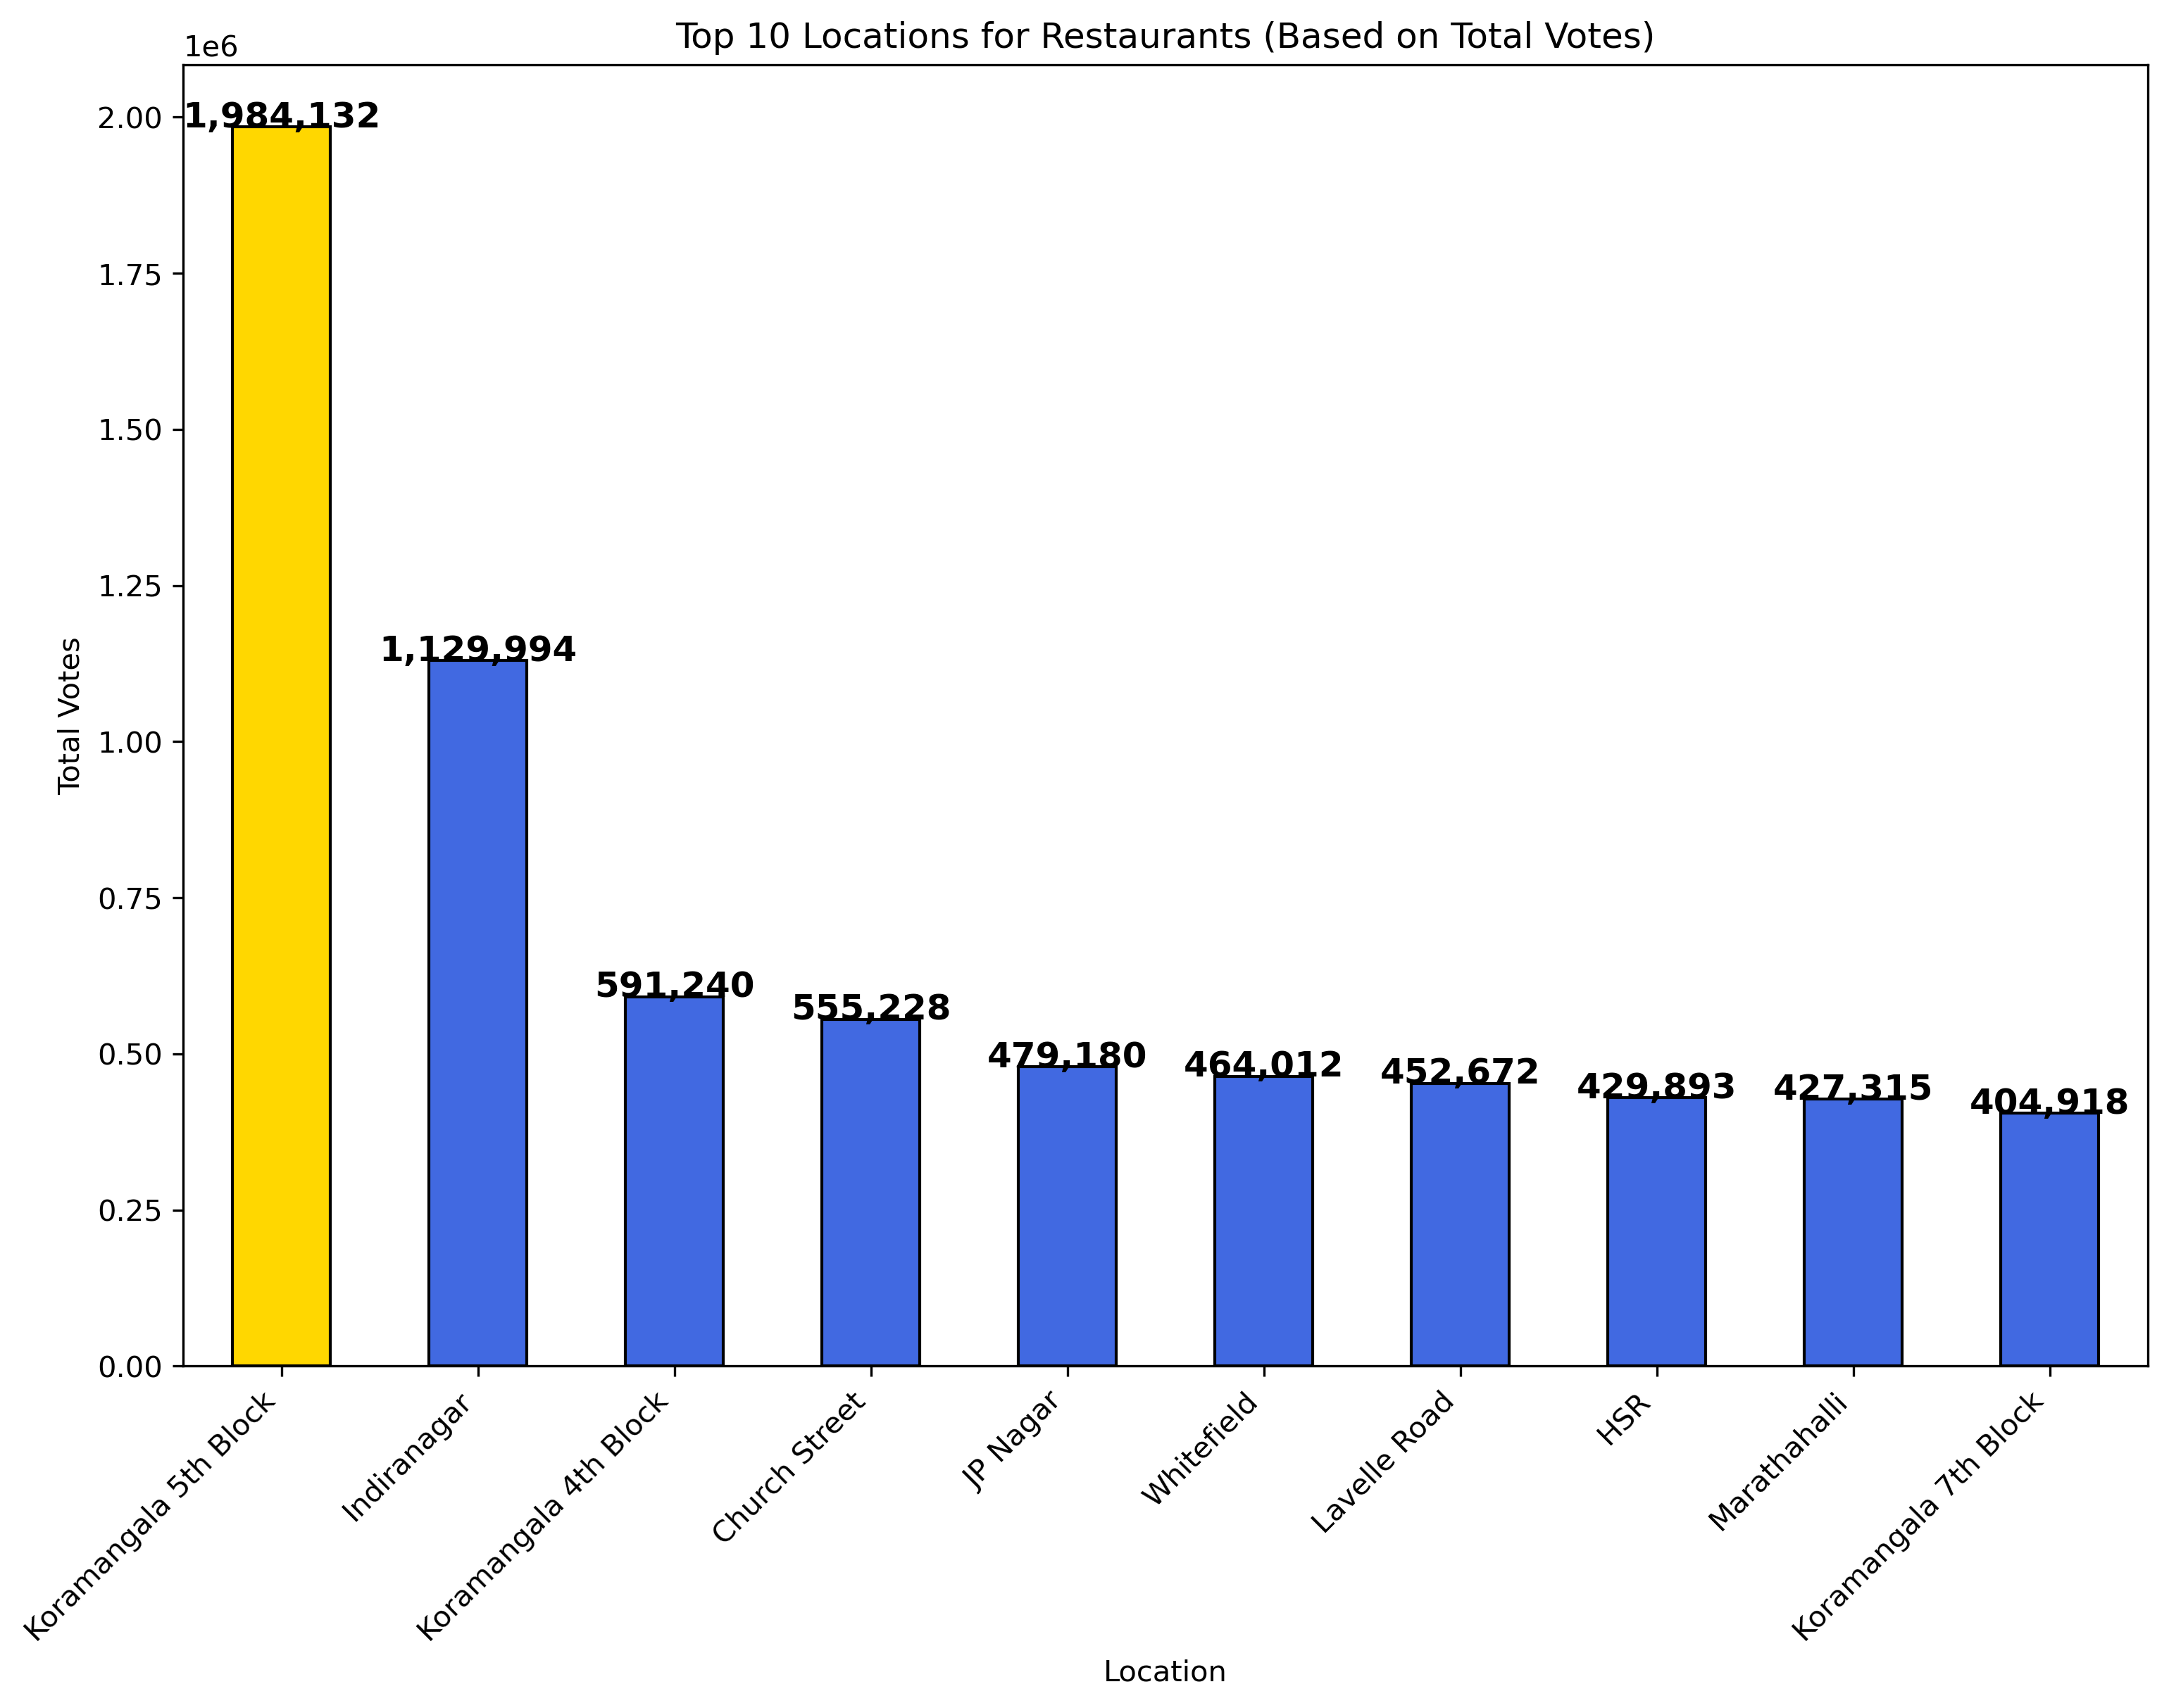 Top 10 Locations for Restaurants (Based on Total Votes)
1e6
2.00
1.75
1.50
1.25
1.00
0.75
0.50
0.25
0.00
Total Votes
1,984,132
1,129,994
591,240
555,228
479,180
464,012
452,672
429,893
427,315
404,918
Koramangala 5th Block
Indiranagar
Koramangala 4th Block
Church Street
JP Nagar
Whitefield
Lavelle Road
HSR
Marathahalli
Koramangala 7th Block
Location